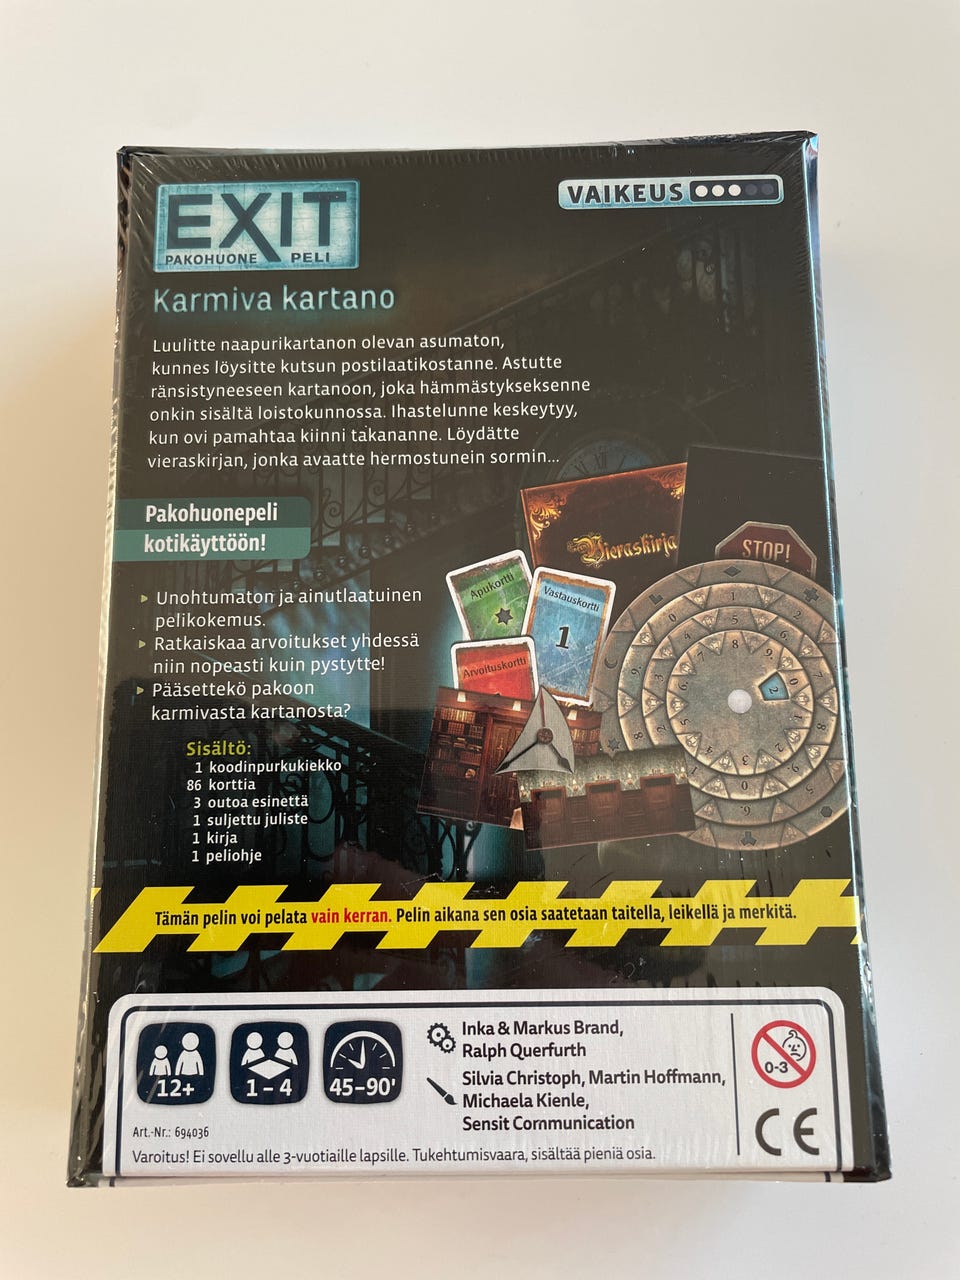 EXIT
PAKOHUONE PELI
VAIKEUS
Karmiva kartano
Luulitte naapurikartanon olevan asumaton,
kunnes löysitte kutsun postilaatikostanne. Astutte
ränsistyneeseen kartanoon, joka hämmästykseksenne
onkin sisältä loistokunnossa. Ihastelunne keskeytyy,
kun ovi pamahtaa kiinni takananne. Löydätte
vieraskirjan, jonka avaatte hermostunein sormin...
Pakohuonepeli
kotikäyttöön!
Unohtumaton ja ainutlaatuinen
pelikokemus.
Ratkaiskaa arvoitukset yhdessä
niin nopeasti kuin pystytte!
Pääsettekö pakoon
karmivasta kartanosta?
Vieraskirja
STOP!
Apukortti
Vastauskortti
1
Arvoituskortti
Sisältö:
1 koodinpurkukiekko
86 korttia
3 outoa esinettä
1 suljettu juliste
1 kirja
1 peliohje
Tämän pelin voi pelata vain kerran. Pelin aikana sen osia saatetaan taitella, leikellä ja merkitä.
12+
1-4
45-90'
Inka & Markus Brand,
Ralph Querfurth
Silvia Christoph, Martin Hoffmann,
Michaela Kienle,
Sensit Communication
0-3
CE
Art.-Nr.: 694036
Varoitus! Ei sovellu alle 3-vuotiaille lapsille. Tukehtumisvaara, sisältää pieniä osia.